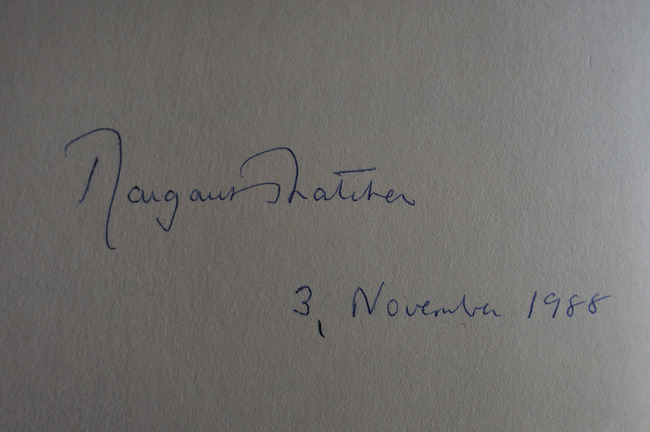 Margaret Thatcher
3, November 1988